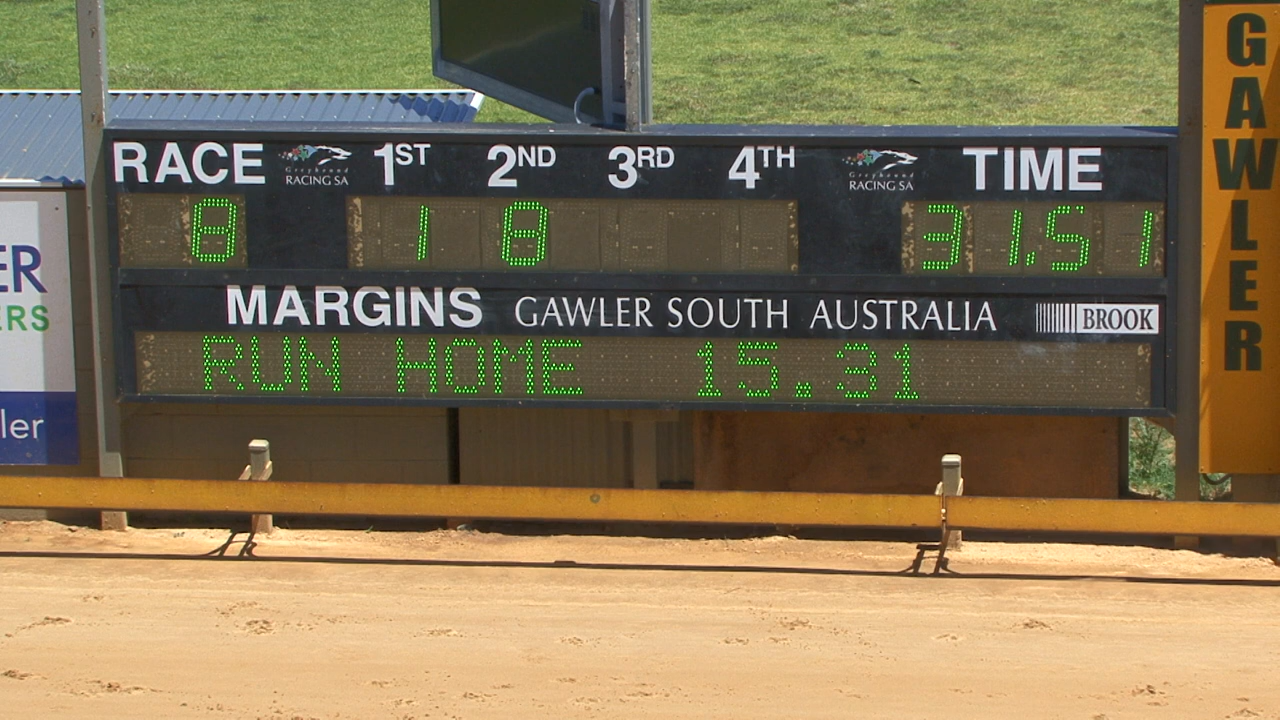 RACE Greyhound RACING SA 1ST 2ND 3RD 4TH Greyhound RACING SA TIME
8 1 8 31.51
MARGINS GAWLER SOUTH AUSTRALIA BROOK
RUN HOME 15.31
GAWLER
ER
ERS
ler